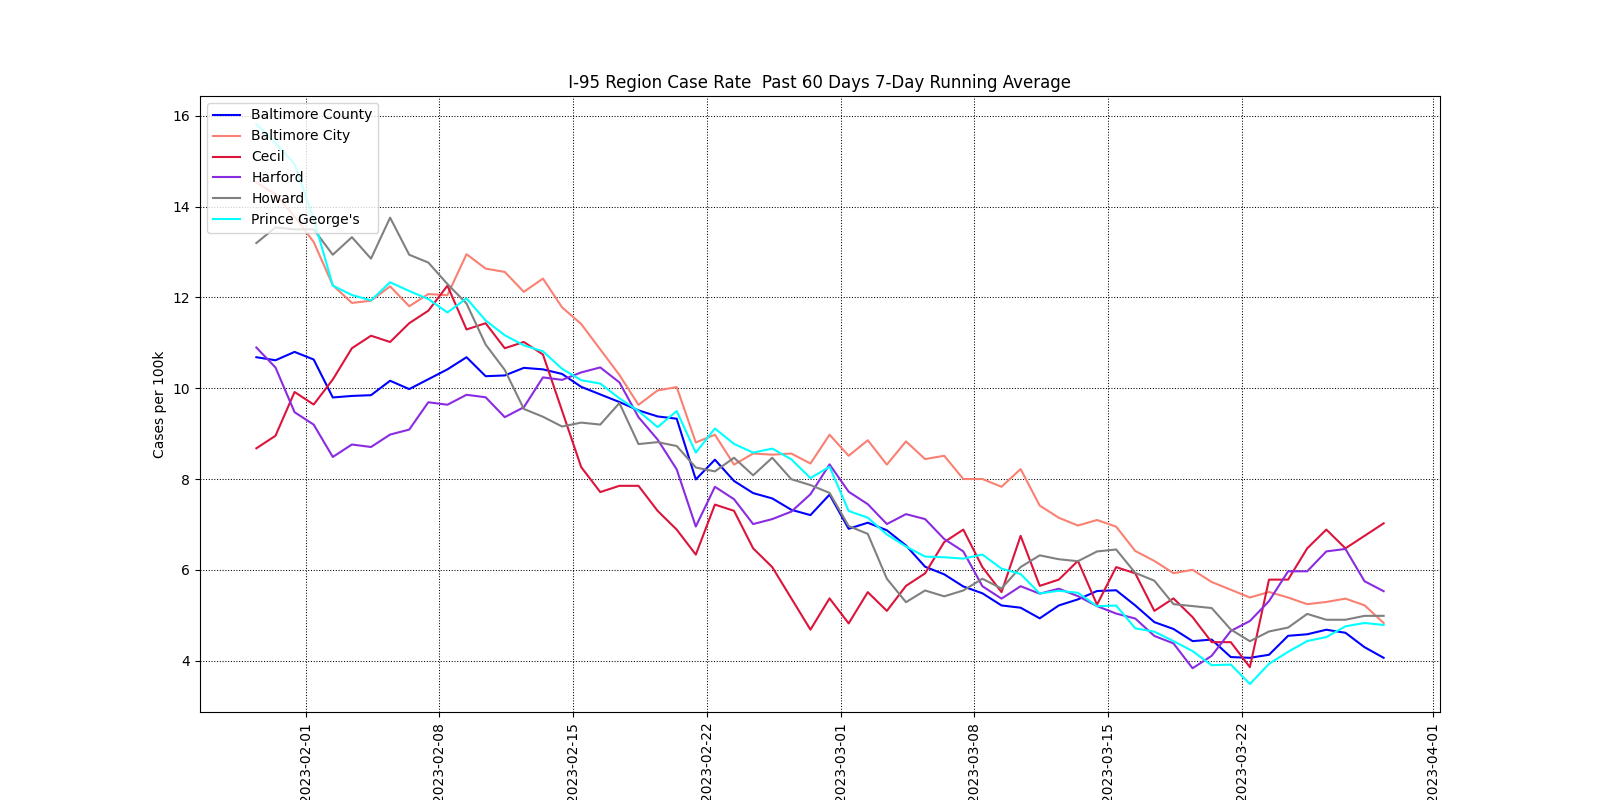 I-95 Region Case Rate  Past 60 Days 7-Day Running Average
Baltimore County
Baltimore City
Cecil
Harford
Howard
Prince George's
Cases per 100k
16
14
12
10
8
6
4
2023-02-01
2023-02-08
2023-02-15
2023-02-22
2023-03-01
2023-03-08
2023-03-15
2023-03-22
2023-04-01